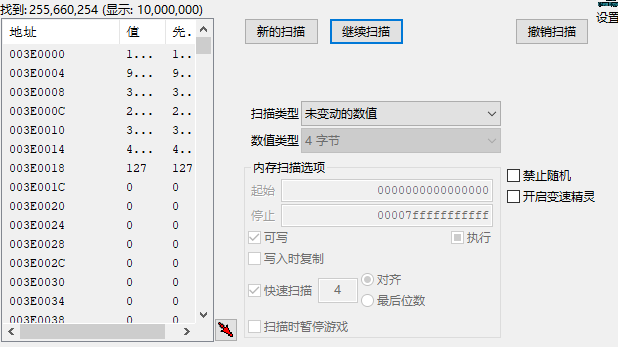 找到: 255,660,254 (显示: 10,000,000)
设置
地址 值 先.
003E0000 1... 1..
003E0004 9... 9..
003E0008 3... 3..
003E000C 2... 2..
003E0010 3... 3..
003E0014 4... 4..
003E0018 127 127
003E001C 0 0
003E0020 0 0
003E0024 0 0
003E0028 0 0
003E002C 0 0
003E0030 0 0
003E0034 0 0
003E0038 0 0
新的扫描 继续扫描 撤销扫描
扫描类型 未变动的数值
数值类型 4 字节
内存扫描选项
起始 0000000000000000
停止 00007fffffffffff
可写 执行
写入时复制
快速扫描 4 对齐
最后位数
扫描时暂停游戏
禁止随机
开启变速精灵